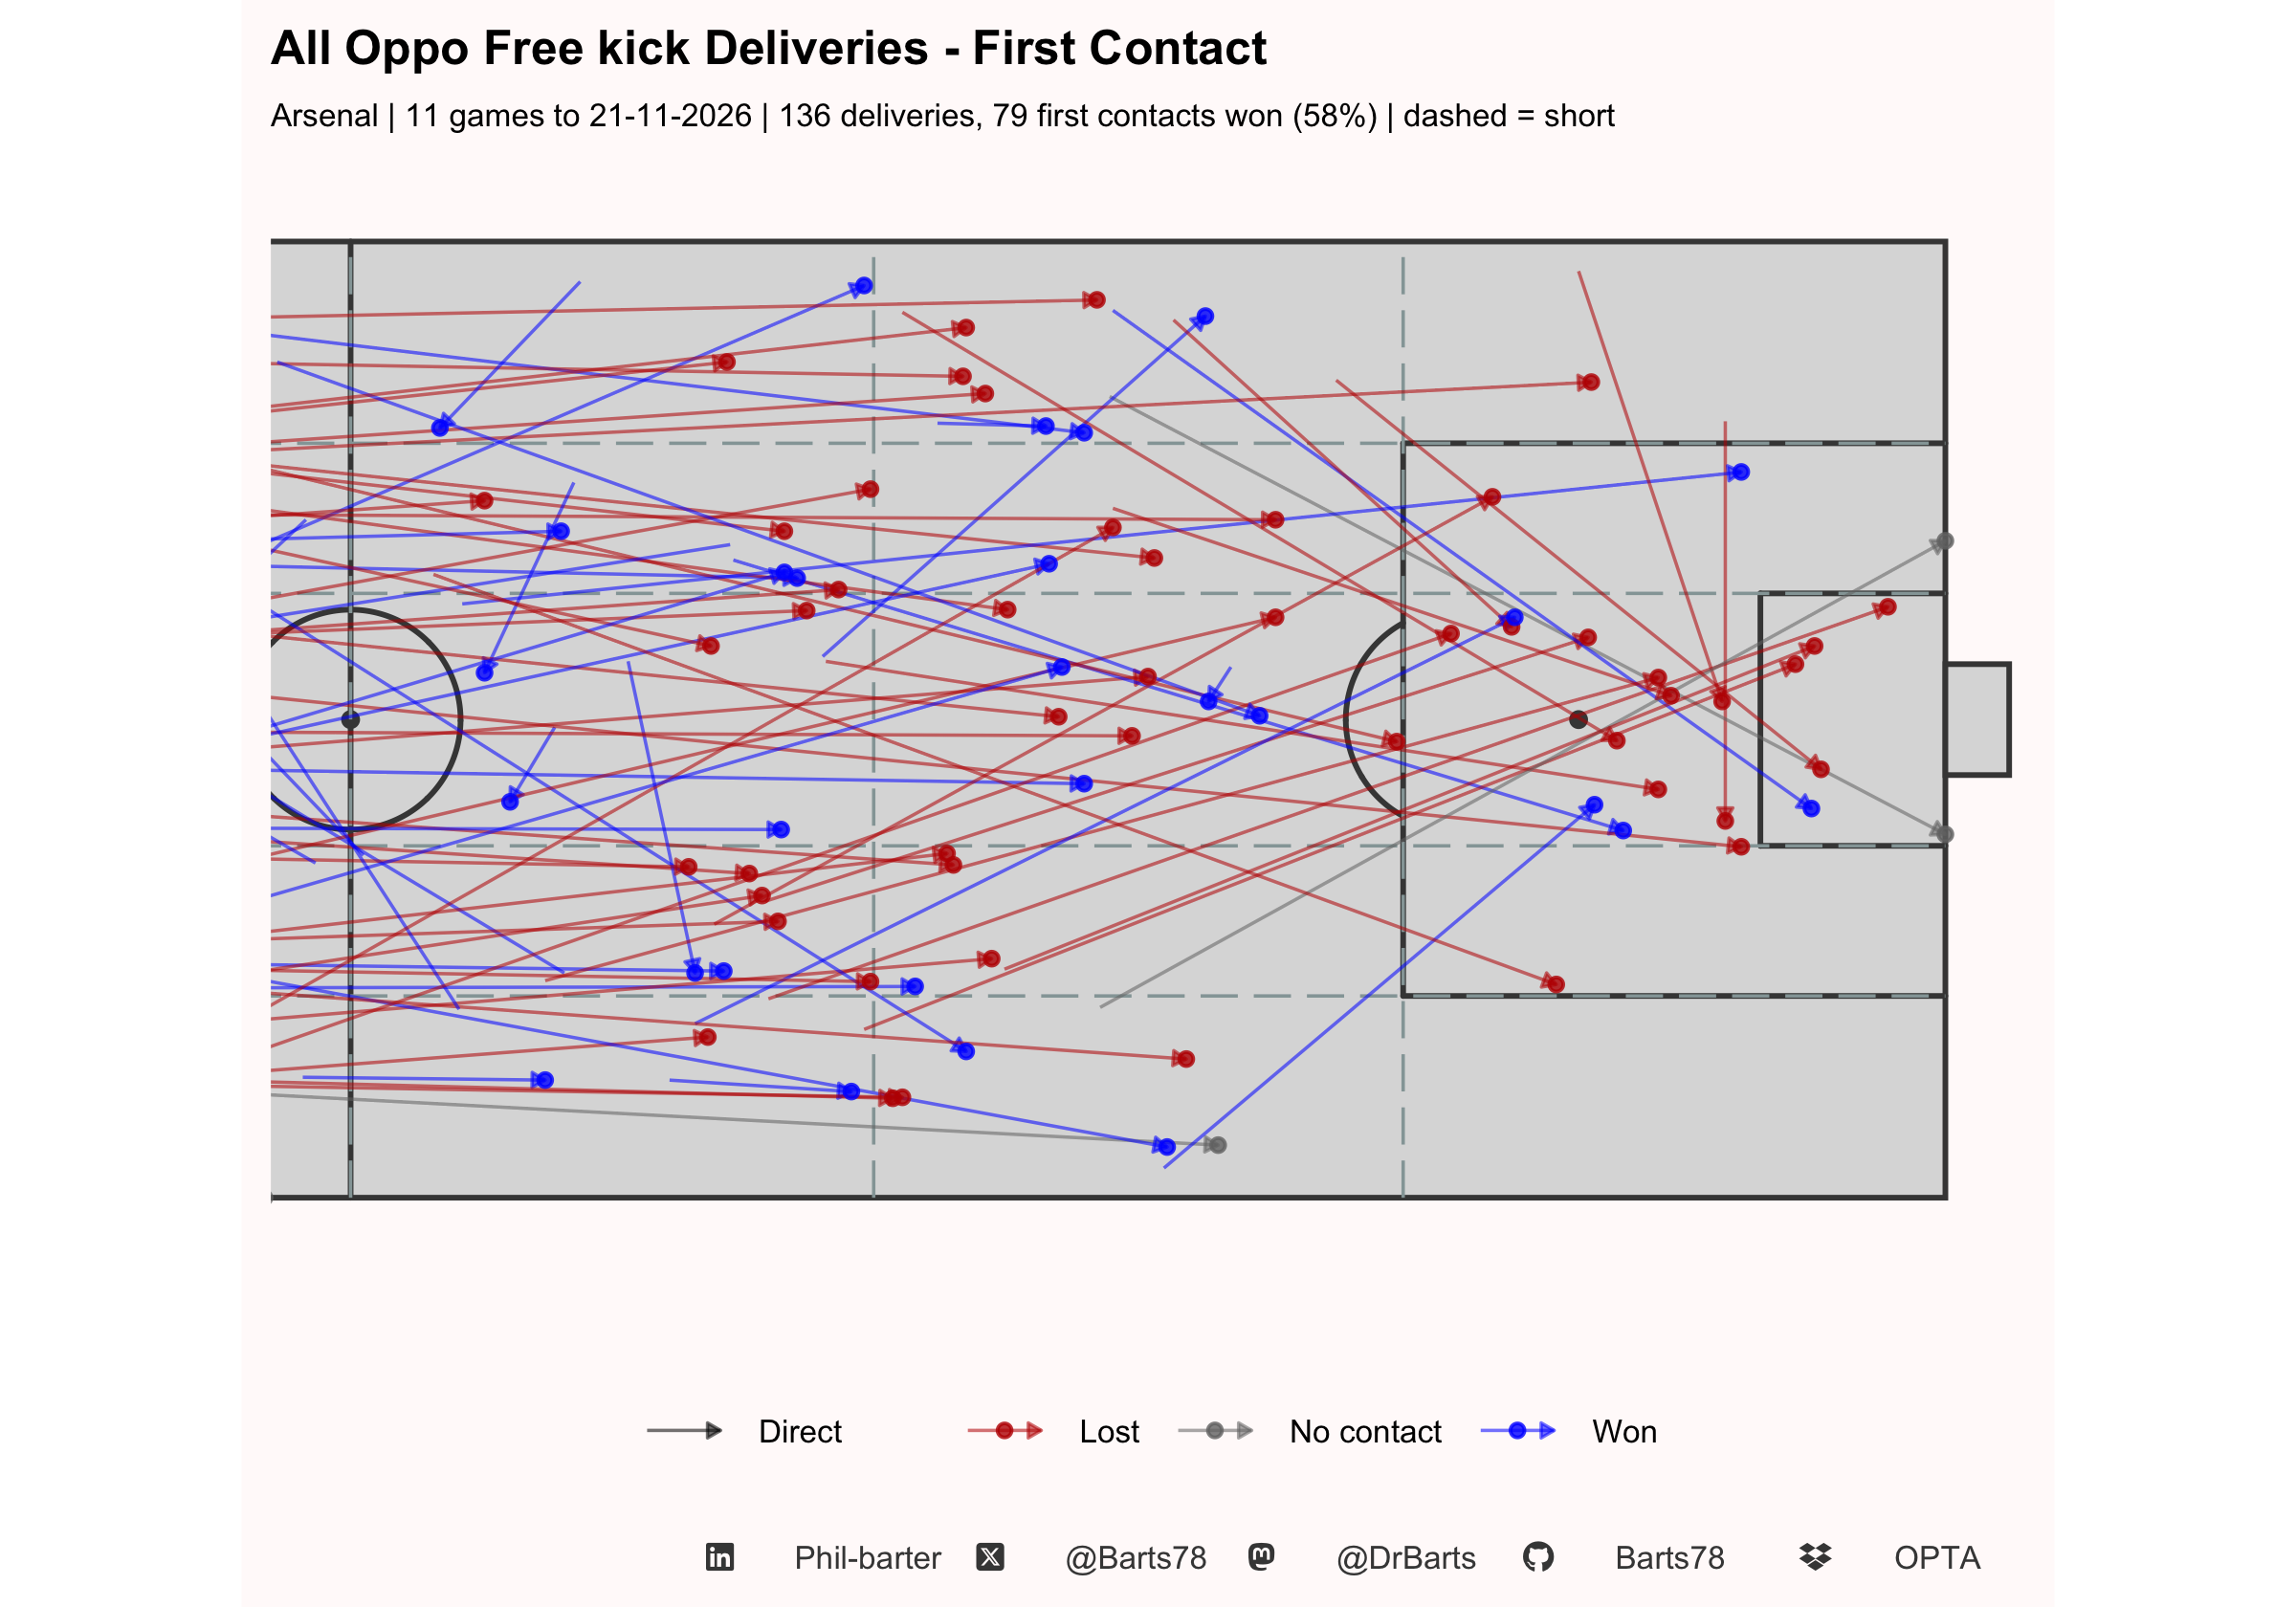 All Oppo Free kick Deliveries - First Contact
Arsenal | 11 games to 21-11-2026 | 136 deliveries, 79 first contacts won (58%) | dashed = short
Direct Lost No contact Won
Phil-barter @Barts78 @DrBarts Barts78 OPTA